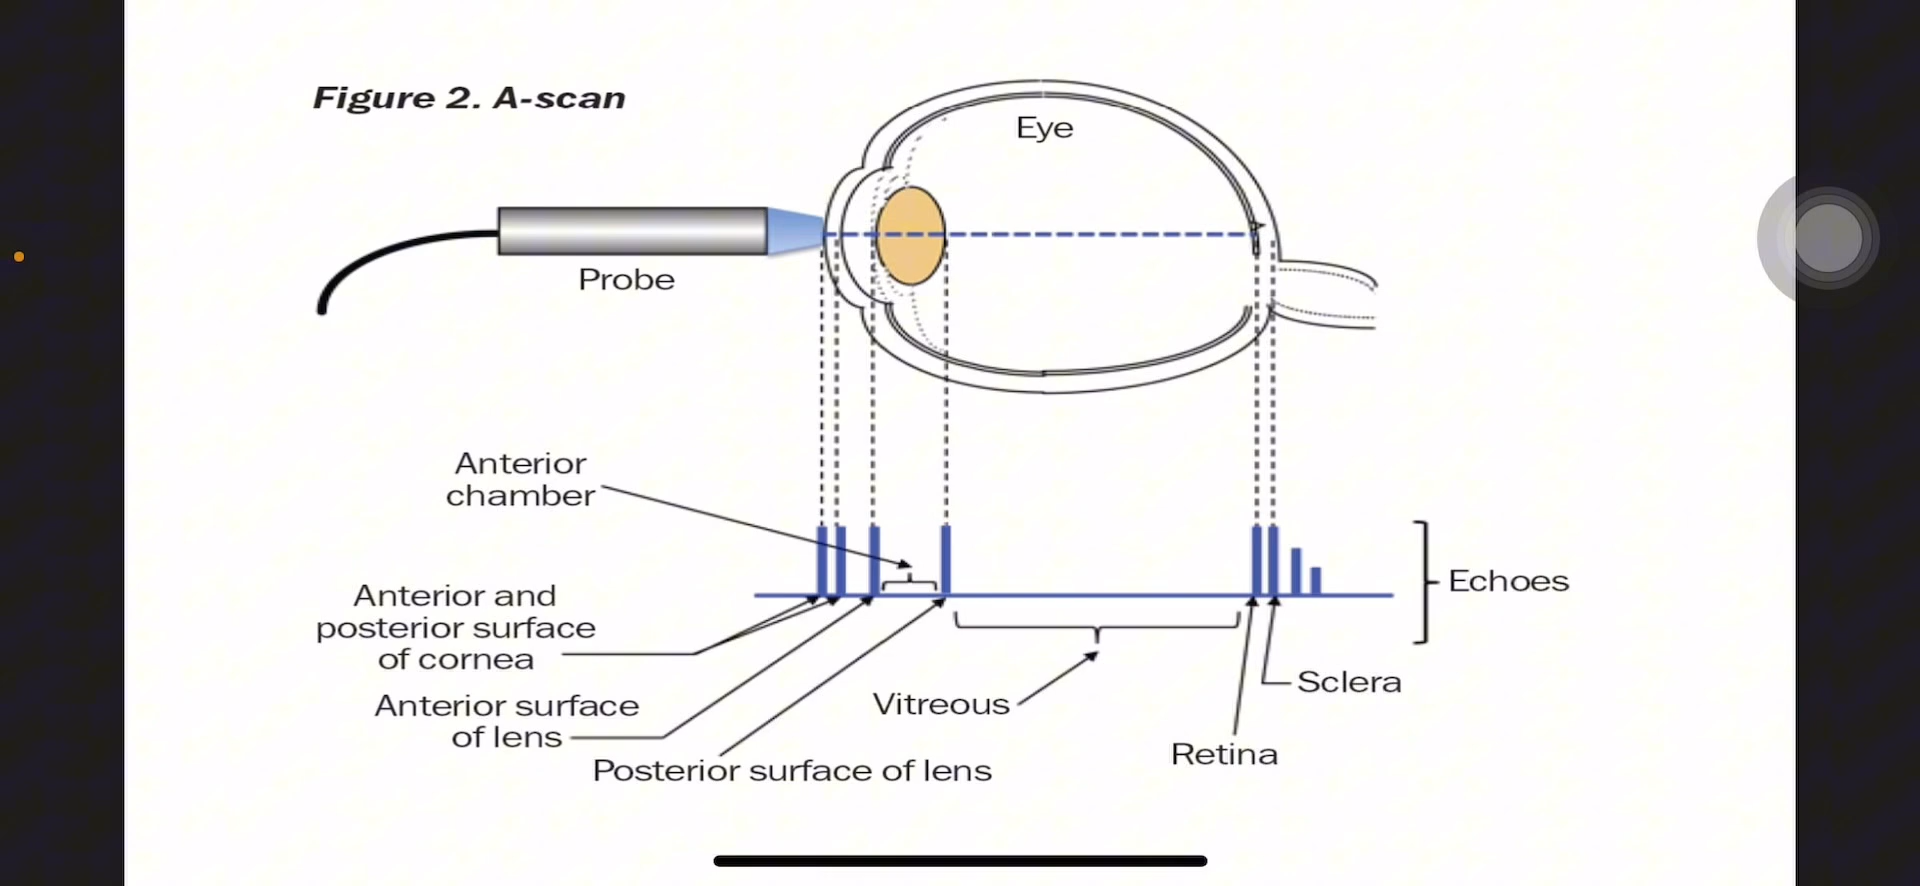 Figure 2. A-scan
Eye
Probe
Anterior
chamber
Anterior and
posterior surface
of cornea
Echoes
Anterior surface
of lens
Vitreous
Sclera
Retina
Posterior surface of lens